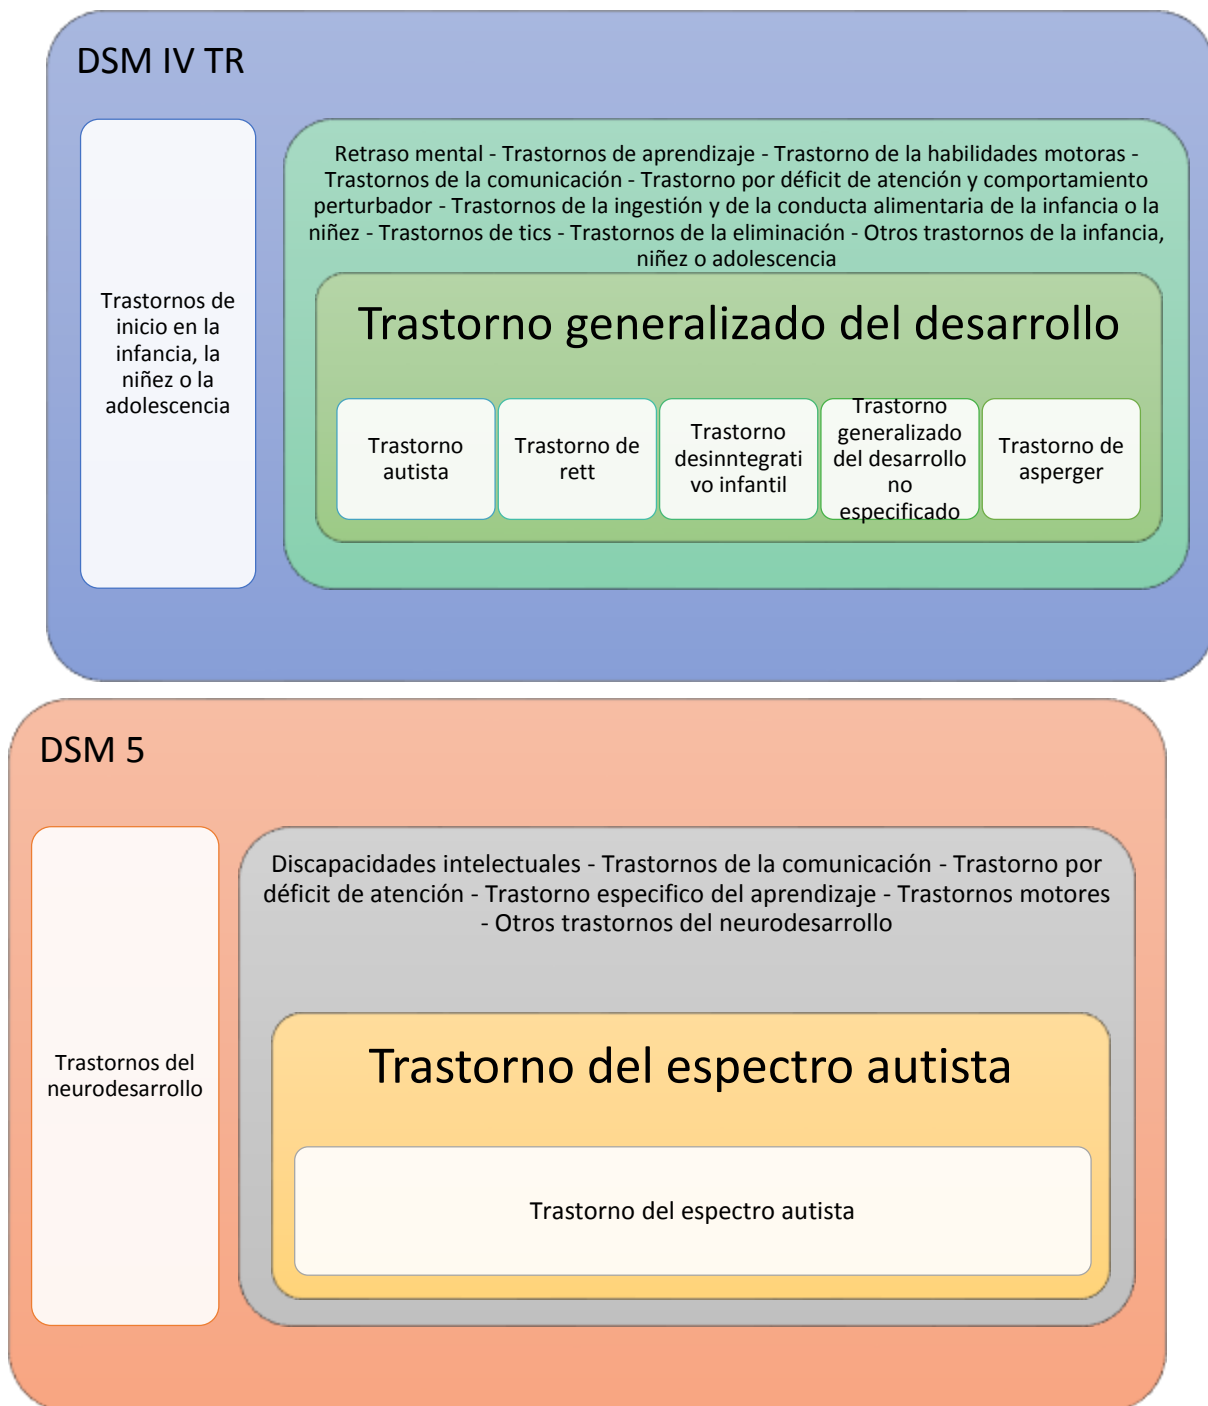 DSM IV TR
Trastornos de
inicio en la
infancia, la
niñez o la
adolescencia
Retraso mental - Trastornos de aprendizaje - Trastorno de la habilidades motoras -
Trastornos de la comunicación - Trastorno por déficit de atención y comportamiento
perturbador - Trastornos de la ingestión y de la conducta alimentaria de la infancia o la
niñez - Trastornos de tics - Trastornos de la eliminación - Otros trastornos de la infancia,
niñez o adolescencia
Trastorno generalizado del desarrollo
Trastorno
autista
Trastorno de
rett
Trastorno
desinntegrati
vo infantil
Trastorno
generalizado
del desarrollo
no
especificado
Trastorno de
asperger
DSM 5
Trastornos del
neurodesarrollo
Discapacidades intelectuales - Trastornos de la comunicación - Trastorno por
déficit de atención - Trastorno especifico del aprendizaje - Trastornos motores
- Otros trastornos del neurodesarrollo
Trastorno del espectro autista
Trastorno del espectro autista